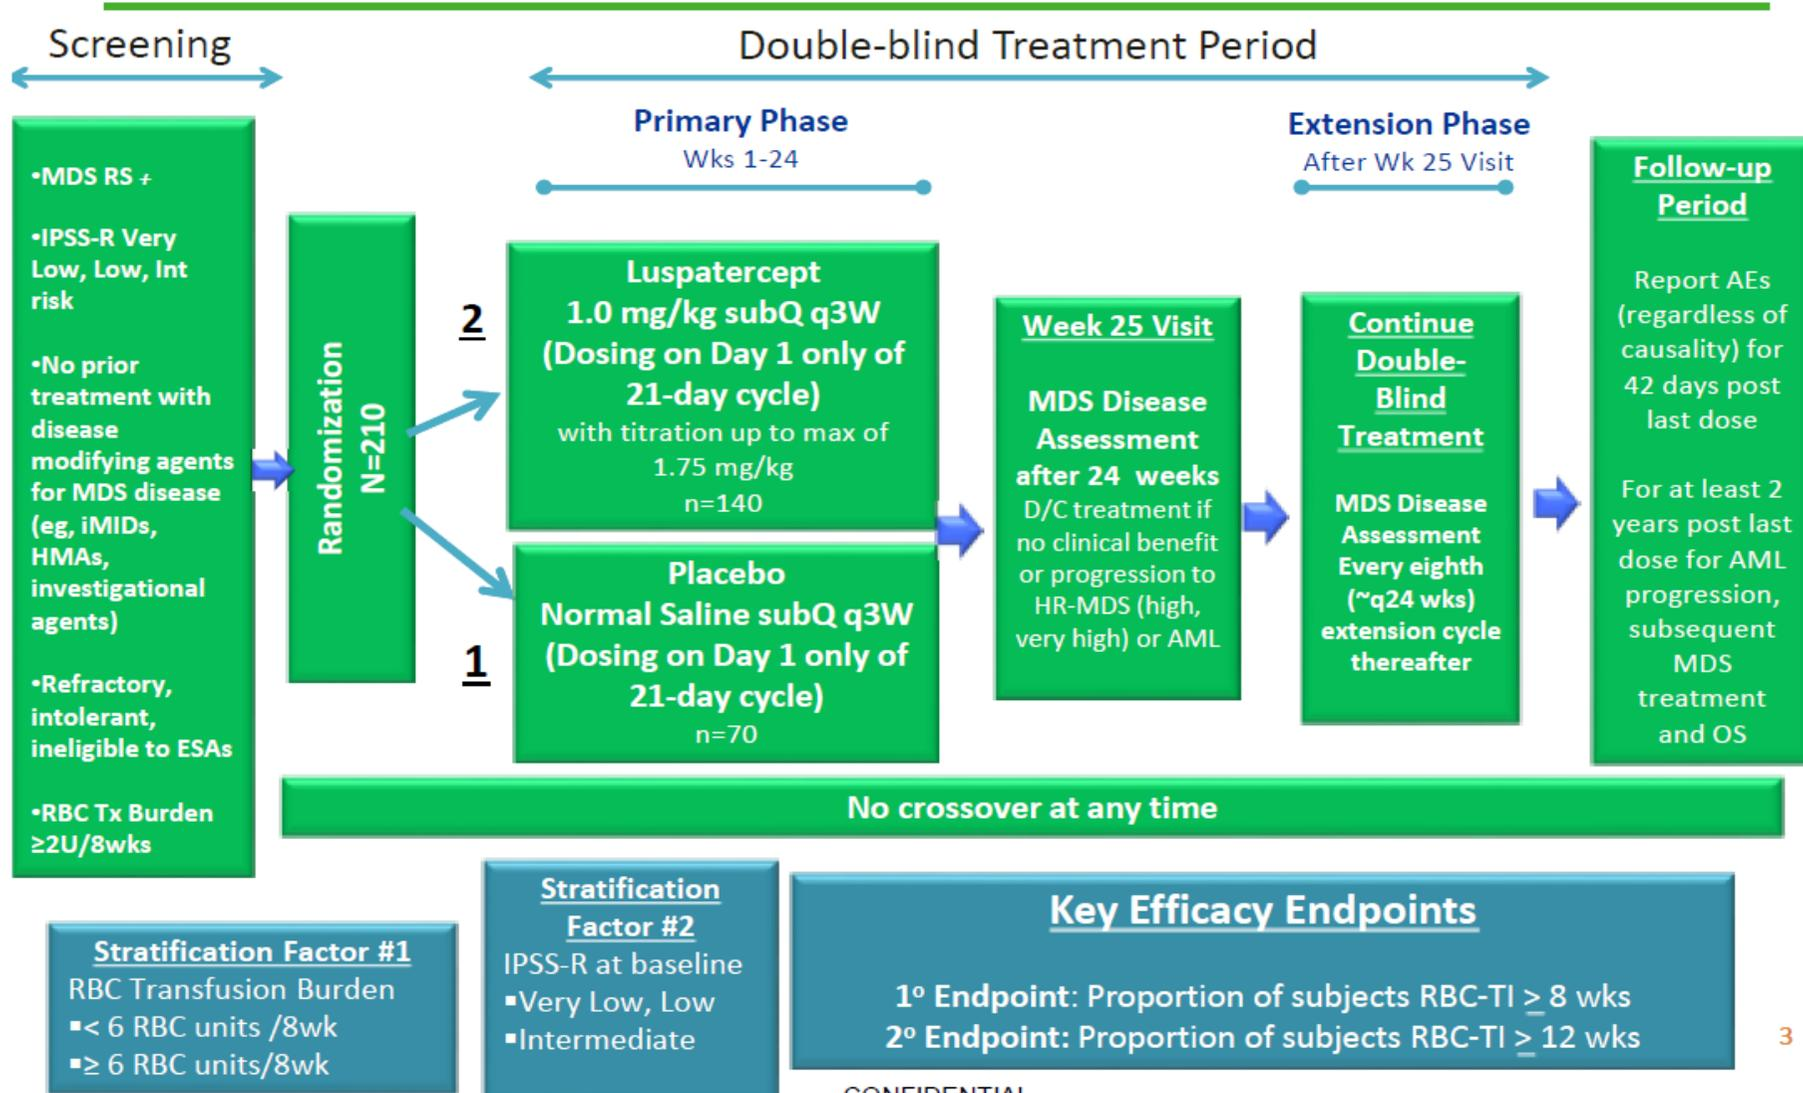 Screening
Double-blind Treatment Period
Primary Phase
Wks 1-24
Extension Phase
After Wk 25 Visit
•MDS RS +
•IPSS-R Very
Low, Low, Int
risk
•No prior
treatment with
disease
modifying agents
for MDS disease
(eg, iMIDs,
HMAs,
investigational
agents)
•Refractory,
intolerant,
ineligible to ESAs
•RBC Tx Burden
≥2U/8wks
Randomization
N=210
2
1
Luspatercept
1.0 mg/kg subQ q3W
(Dosing on Day 1 only of
21-day cycle)
with titration up to max of
1.75 mg/kg
n=140
Placebo
Normal Saline subQ q3W
(Dosing on Day 1 only of
21-day cycle)
n=70
Week 25 Visit
MDS Disease
Assessment
after 24 weeks
D/C treatment if
no clinical benefit
or progression to
HR-MDS (high,
very high) or AML
Continue
Double-
Blind
Treatment
MDS Disease
Assessment
Every eighth
(~q24 wks)
extension cycle
thereafter
Follow-up
Period
Report AEs
(regardless of
causality) for
42 days post
last dose
For at least 2
years post last
dose for AML
progression,
subsequent
MDS
treatment
and OS
No crossover at any time
Stratification Factor #1
RBC Transfusion Burden
▪< 6 RBC units /8wk
▪≥ 6 RBC units/8wk
Stratification
Factor #2
IPSS-R at baseline
▪Very Low, Low
▪Intermediate
Key Efficacy Endpoints
1º Endpoint: Proportion of subjects RBC-TI ≥ 8 wks
2º Endpoint: Proportion of subjects RBC-TI ≥ 12 wks
3
CONFIDENTIAL